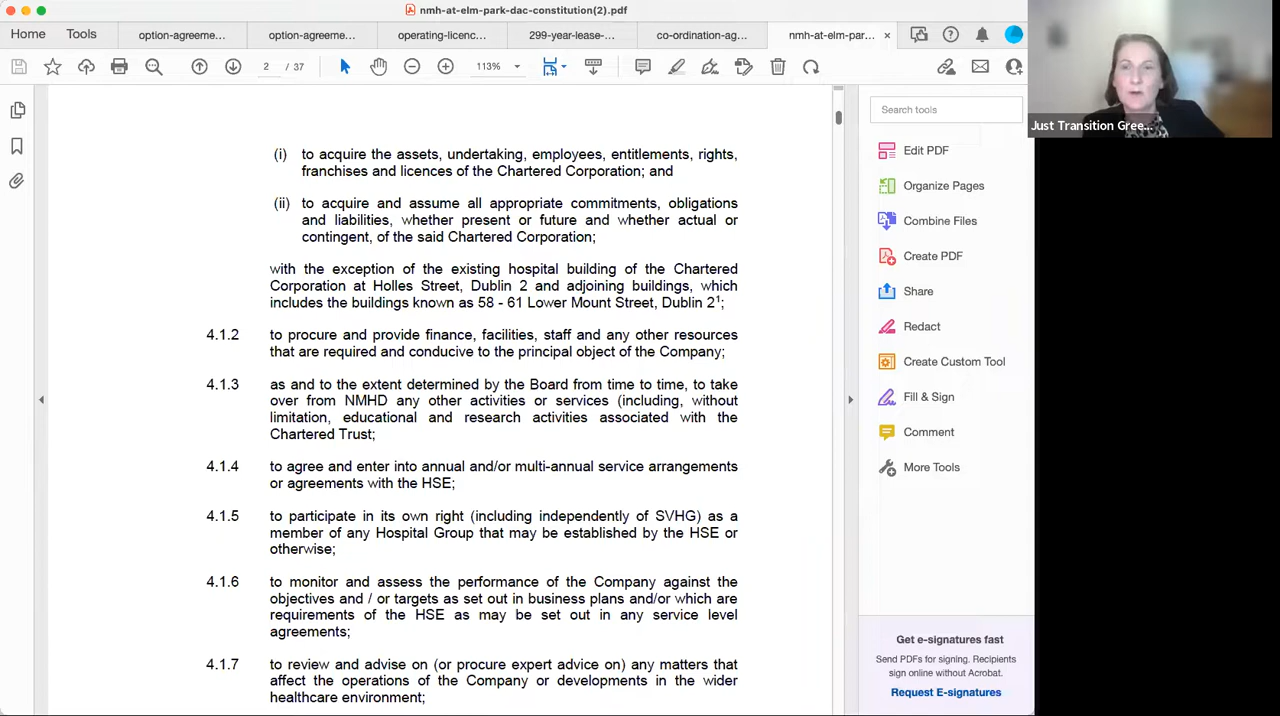 nmh-at-elm-park-dac-constitution(2).pdf
Home Tools option-agreeme... option-agreeme... operating-licenc... 299-year-lease-... co-ordination-ag... nmh-at-elm-par... ×
2 / 37 113%
Just Transition Gree...
Search tools
(i) to acquire the assets, undertaking, employees, entitlements, rights,
franchises and licences of the Chartered Corporation; and
(ii) to acquire and assume all appropriate commitments, obligations
and liabilities, whether present or future and whether actual or
contingent, of the said Chartered Corporation;
with the exception of the existing hospital building of the Chartered
Corporation at Holles Street, Dublin 2 and adjoining buildings, which
includes the buildings known as 58 - 61 Lower Mount Street, Dublin 2¹;
4.1.2 to procure and provide finance, facilities, staff and any other resources
that are required and conducive to the principal object of the Company;
4.1.3 as and to the extent determined by the Board from time to time, to take
over from NMHD any other activities or services (including, without
limitation, educational and research activities associated with the
Chartered Trust;
4.1.4 to agree and enter into annual and/or multi-annual service arrangements
or agreements with the HSE;
4.1.5 to participate in its own right (including independently of SVHG) as a
member of any Hospital Group that may be established by the HSE or
otherwise;
4.1.6 to monitor and assess the performance of the Company against the
objectives and / or targets as set out in business plans and/or which are
requirements of the HSE as may be set out in any service level
agreements;
4.1.7 to review and advise on (or procure expert advice on) any matters that
affect the operations of the Company or developments in the wider
healthcare environment;
Edit PDF
Organize Pages
Combine Files
Create PDF
Share
Redact
Create Custom Tool
Fill & Sign
Comment
More Tools
Get e-signatures fast
Send PDFs for signing. Recipients
sign online without Acrobat.
Request E-signatures